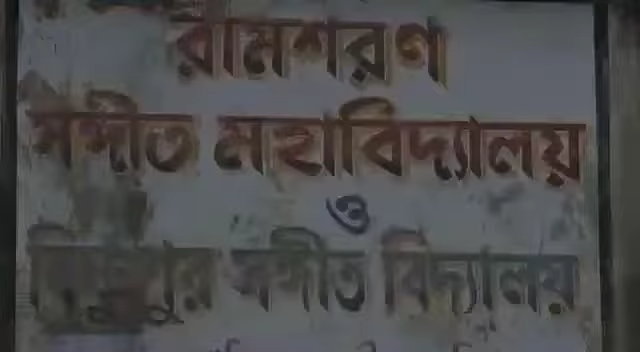 রামশরণ
সঙ্গীত মহাবিদ্যালয়
ও
সঙ্গীত বিদ্যালয়